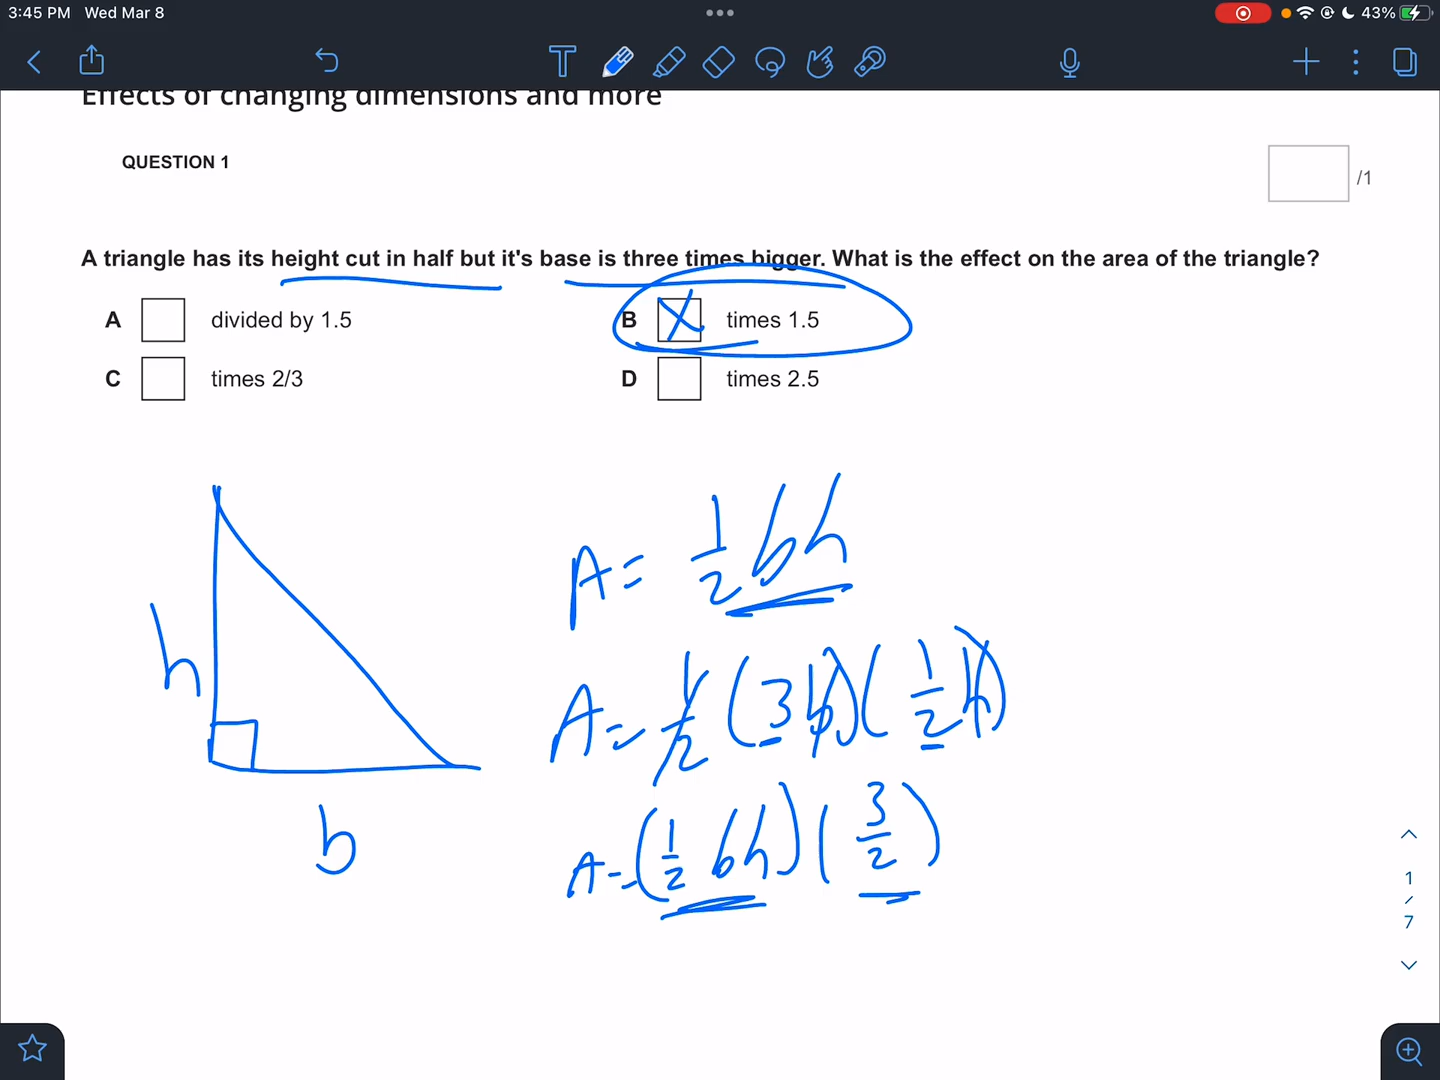 3:45 PM Wed Mar 8
43%
T
Effects of changing dimensions and more
QUESTION 1
/1
A triangle has its height cut in half but it's base is three times bigger. What is the effect on the area of the triangle?
A divided by 1.5
B X times 1.5
C times 2/3
D times 2.5
h
b
A = 1/2 bh
A = 1/2 (3b)(1/2 h)
A = (1/2 bh)(3/2)
1
/
7